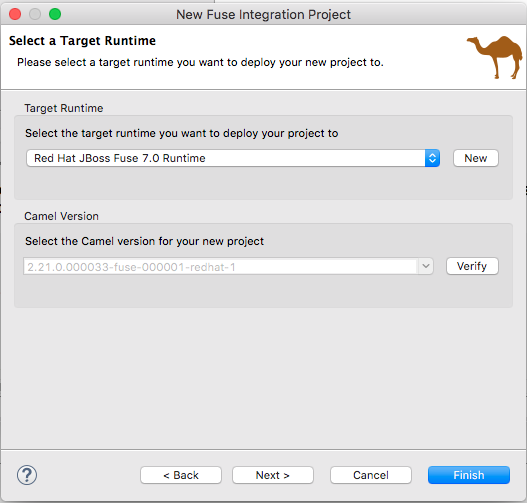 New Fuse Integration Project
Select a Target Runtime
Please select a target runtime you want to deploy your new project to.
Target Runtime
Select the target runtime you want to deploy your project to
Red Hat JBoss Fuse 7.0 Runtime
New
Camel Version
Select the Camel version for your new project
2.21.0.000033-fuse-000001-redhat-1
Verify
?
< Back
Next >
Cancel
Finish